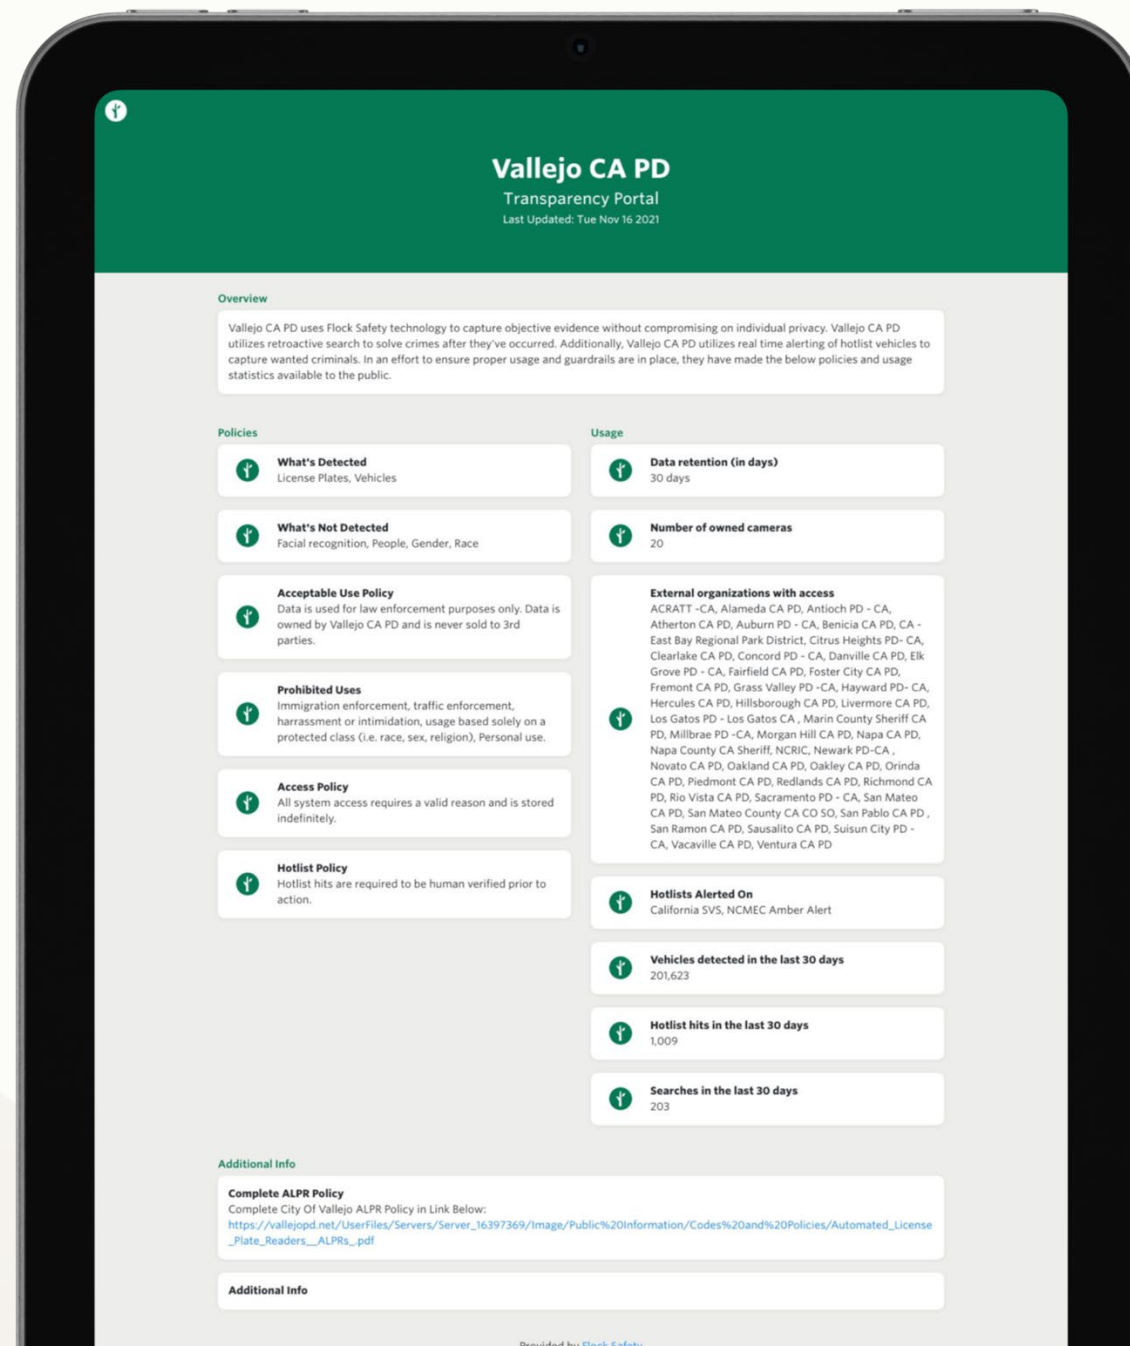 Vallejo CA PD
Transparency Portal
Last Updated: Tue Nov 16 2021
Overview
Vallejo CA PD uses Flock Safety technology to capture objective evidence without compromising on individual privacy. Vallejo CA PD
utilizes retroactive search to solve crimes after they've occurred. Additionally, Vallejo CA PD utilizes real time alerting of hotlist vehicles to
capture wanted criminals. In an effort to ensure proper usage and guardrails are in place, they have made the below policies and usage
statistics available to the public.
Policies
What's Detected
License Plates, Vehicles
What's Not Detected
Facial recognition, People, Gender, Race
Acceptable Use Policy
Data is used for law enforcement purposes only. Data is
owned by Vallejo CA PD and is never sold to 3rd
parties.
Prohibited Uses
Immigration enforcement, traffic enforcement,
harrassment or intimidation, usage based solely on a
protected class (i.e. race, sex, religion), Personal use.
Access Policy
All system access requires a valid reason and is stored
indefinitely.
Hotlist Policy
Hotlist hits are required to be human verified prior to
action.
Usage
Data retention (in days)
30 days
Number of owned cameras
20
External organizations with access
ACRATT -CA, Alameda CA PD, Antioch PD - CA,
Atherton CA PD, Auburn PD - CA, Benicia CA PD, CA -
East Bay Regional Park District, Citrus Heights PD- CA,
Clearlake CA PD, Concord PD - CA, Danville CA PD, Elk
Grove PD - CA, Fairfield CA PD, Foster City CA PD,
Fremont CA PD, Grass Valley PD -CA, Hayward PD- CA,
Hercules CA PD, Hillsborough CA PD, Livermore CA PD,
Los Gatos PD - Los Gatos CA , Marin County Sheriff CA
PD, Millbrae PD -CA, Morgan Hill CA PD, Napa CA PD,
Napa County CA Sheriff, NCRIC, Newark PD-CA ,
Novato CA PD, Oakland CA PD, Oakley CA PD, Orinda
CA PD, Piedmont CA PD, Redlands CA PD, Richmond CA
PD, Rio Vista CA PD, Sacramento PD - CA, San Mateo
CA PD, San Mateo County CA CO SO, San Pablo CA PD ,
San Ramon CA PD, Sausalito CA PD, Suisun City PD -
CA, Vacaville CA PD, Ventura CA PD
Hotlists Alerted On
California SVS, NCMEC Amber Alert
Vehicles detected in the last 30 days
201,623
Hotlist hits in the last 30 days
1,009
Searches in the last 30 days
203
Additional Info
Complete ALPR Policy
Complete City Of Vallejo ALPR Policy in Link Below:
https://vallejopd.net/UserFiles/Servers/Server_16397369/Image/Public%20Information/Codes%20and%20Policies/Automated_License
_Plate_Readers__ALPRs_.pdf
Additional Info
Provided by Flock Safety